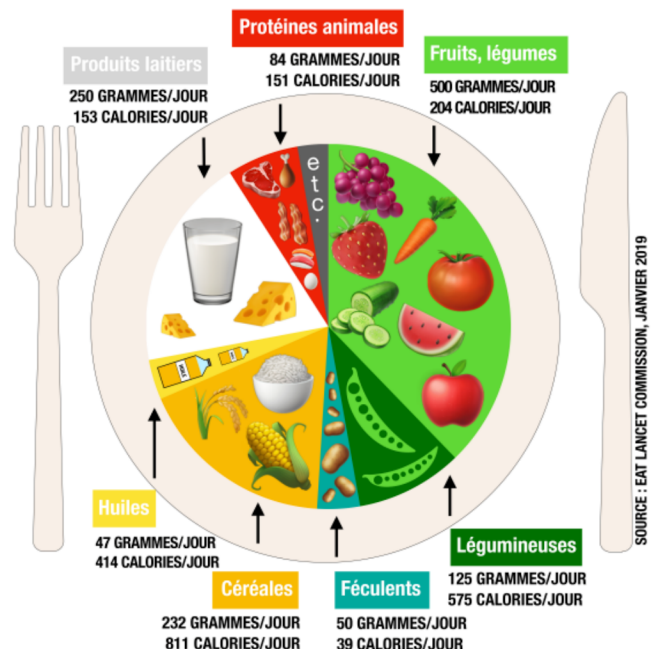 Protéines animales
84 GRAMMES/JOUR
151 CALORIES/JOUR
Produits laitiers
250 GRAMMES/JOUR
153 CALORIES/JOUR
Fruits, légumes
500 GRAMMES/JOUR
204 CALORIES/JOUR
etc.
Huiles
47 GRAMMES/JOUR
414 CALORIES/JOUR
Céréales
232 GRAMMES/JOUR
811 CALORIES/JOUR
Féculents
50 GRAMMES/JOUR
39 CALORIES/JOUR
Légumineuses
125 GRAMMES/JOUR
575 CALORIES/JOUR
SOURCE : EAT LANCET COMMISSION, JANVIER 2019